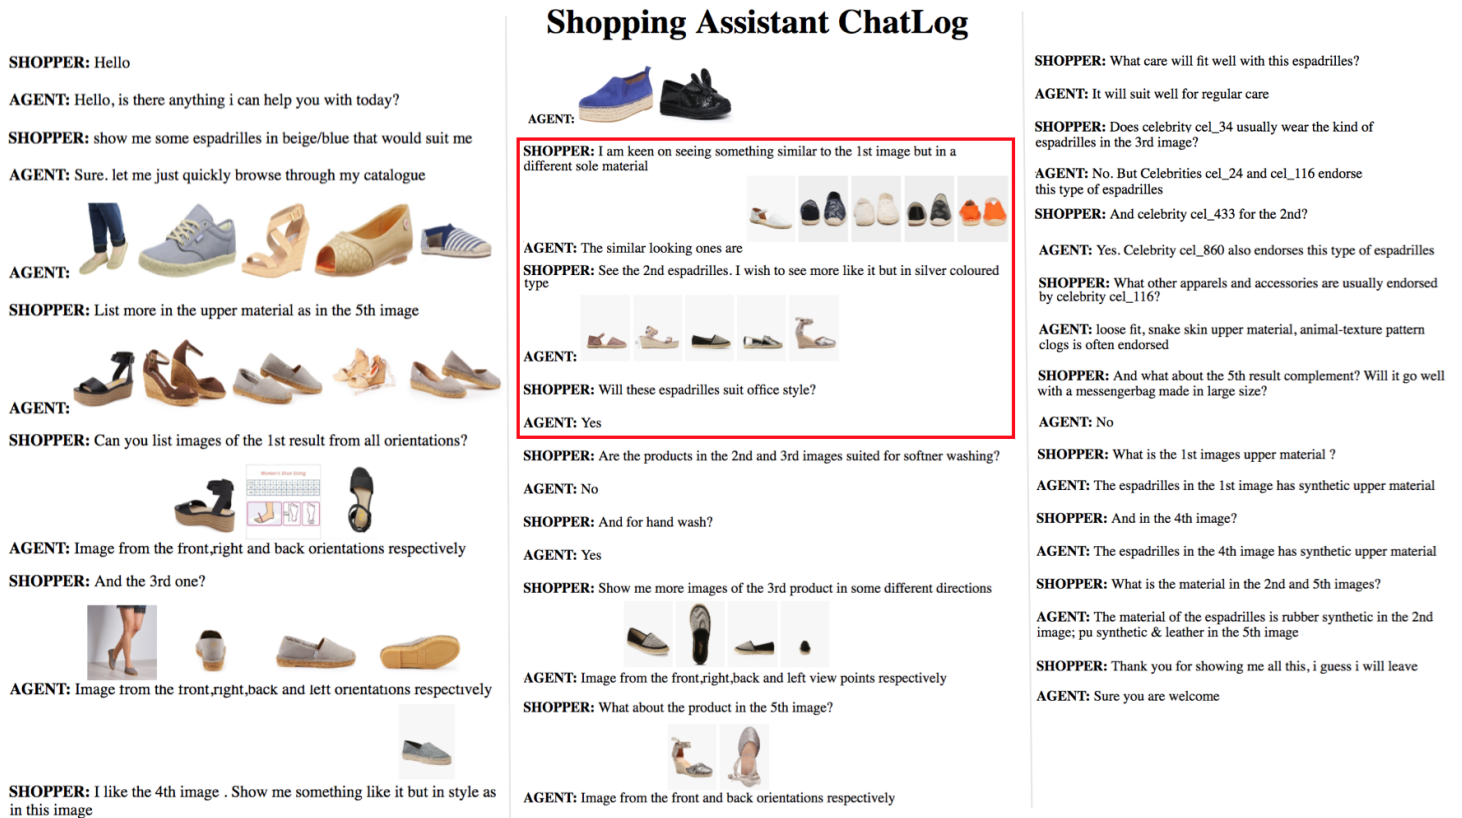 Shopping Assistant ChatLog
SHOPPER: Hello
AGENT: Hello, is there anything i can help you with today?
SHOPPER: show me some espadrilles in beige/blue that would suit me
AGENT: Sure. let me just quickly browse through my catalogue
AGENT:
SHOPPER: List more in the upper material as in the 5th image
AGENT:
SHOPPER: Can you list images of the 1st result from all orientations?
Women's Shoe Sizing
AGENT: Image from the front,right and back orientations respectively
SHOPPER: And the 3rd one?
AGENT: Image from the front,right,back and left orientations respectively
SHOPPER: I like the 4th image . Show me something like it but in style as
in this image
AGENT:
SHOPPER: I am keen on seeing something similar to the 1st image but in a
different sole material
AGENT: The similar looking ones are
SHOPPER: See the 2nd espadrilles. I wish to see more like it but in silver coloured
type
AGENT:
SHOPPER: Will these espadrilles suit office style?
AGENT: Yes
SHOPPER: Are the products in the 2nd and 3rd images suited for softner washing?
AGENT: No
SHOPPER: And for hand wash?
AGENT: Yes
SHOPPER: Show me more images of the 3rd product in some different directions
AGENT: Image from the front,right,back and left view points respectively
SHOPPER: What about the product in the 5th image?
AGENT: Image from the front and back orientations respectively
SHOPPER: What care will fit well with this espadrilles?
AGENT: It will suit well for regular care
SHOPPER: Does celebrity cel_34 usually wear the kind of
espadrilles in the 3rd image?
AGENT: No. But Celebrities cel_24 and cel_116 endorse
this type of espadrilles
SHOPPER: And celebrity cel_433 for the 2nd?
AGENT: Yes. Celebrity cel_860 also endorses this type of espadrilles
SHOPPER: What other apparels and accessories are usually endorsed
by celebrity cel_116?
AGENT: loose fit, snake skin upper material, animal-texture pattern
clogs is often endorsed
SHOPPER: And what about the 5th result complement? Will it go well
with a messengerbag made in large size?
AGENT: No
SHOPPER: What is the 1st images upper material ?
AGENT: The espadrilles in the 1st image has synthetic upper material
SHOPPER: And in the 4th image?
AGENT: The espadrilles in the 4th image has synthetic upper material
SHOPPER: What is the material in the 2nd and 5th images?
AGENT: The material of the espadrilles is rubber synthetic in the 2nd
image; pu synthetic & leather in the 5th image
SHOPPER: Thank you for showing me all this, i guess i will leave
AGENT: Sure you are welcome